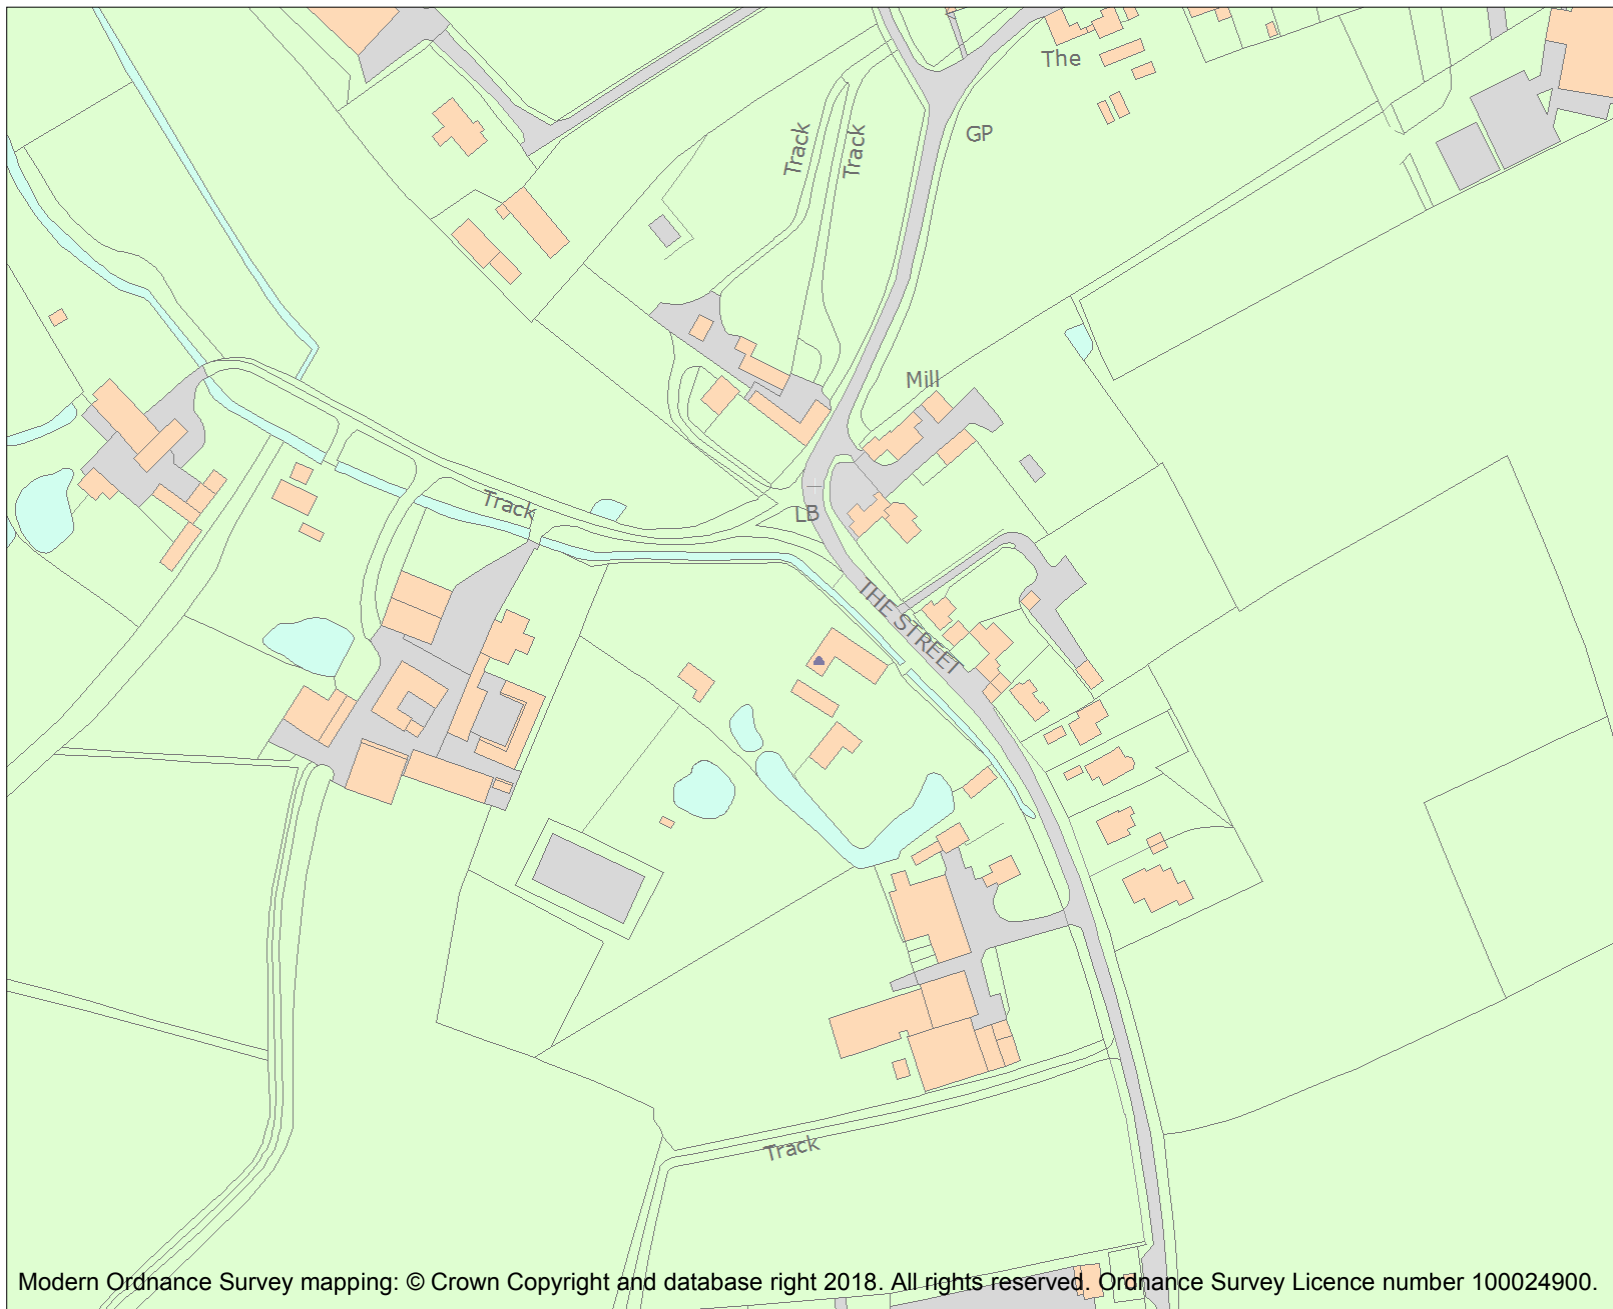 The
GP
Track
Track
Mill
Track
LB
THE STREET
Track
Modern Ordnance Survey mapping: © Crown Copyright and database right 2018. All rights reserved. Ordnance Survey Licence number 100024900.